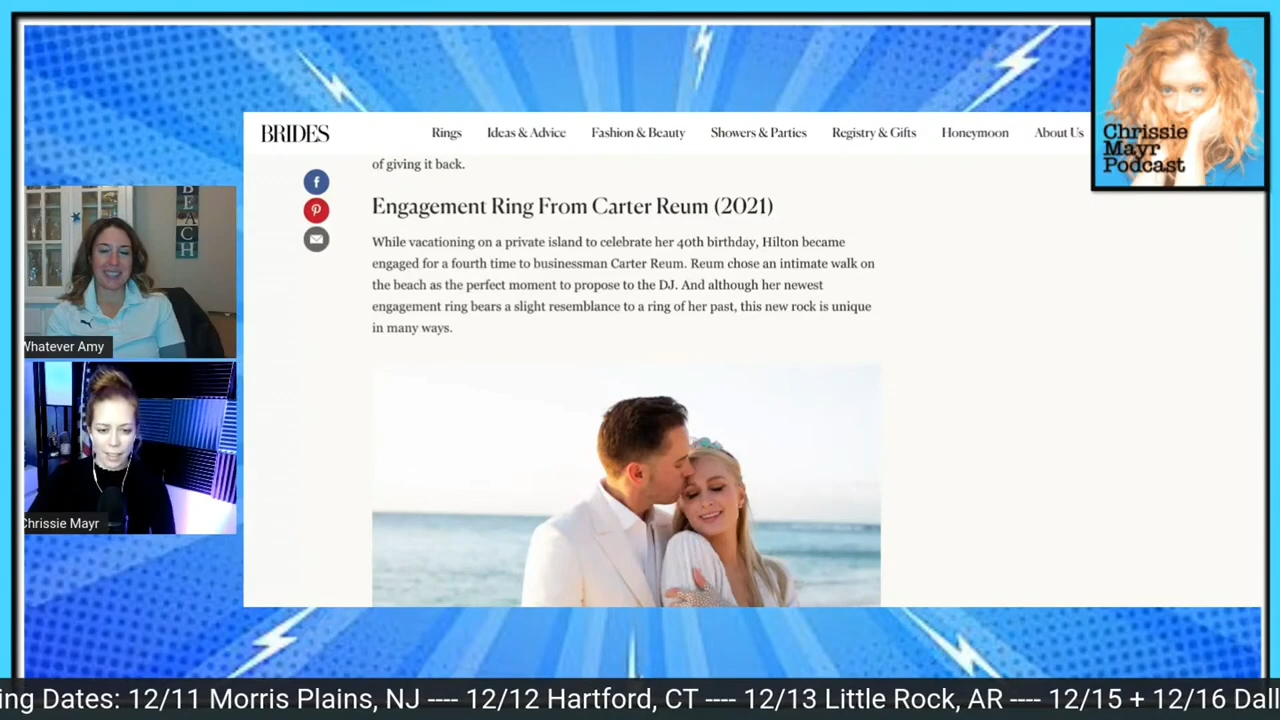 BRIDES
Rings Ideas & Advice Fashion & Beauty Showers & Parties Registry & Gifts Honeymoon About Us
Chrissie
Mayr
Podcast
of giving it back.
Engagement Ring From Carter Reum (2021)
While vacationing on a private island to celebrate her 40th birthday, Hilton became
engaged for a fourth time to businessman Carter Reum. Reum chose an intimate walk on
the beach as the perfect moment to propose to the DJ. And although her newest
engagement ring bears a slight resemblance to a ring of her past, this new rock is unique
in many ways.
BEACH
Whatever Amy
Chrissie Mayr
ing Dates: 12/11 Morris Plains, NJ ---- 12/12 Hartford, CT ---- 12/13 Little Rock, AR ---- 12/15 + 12/16 Dall